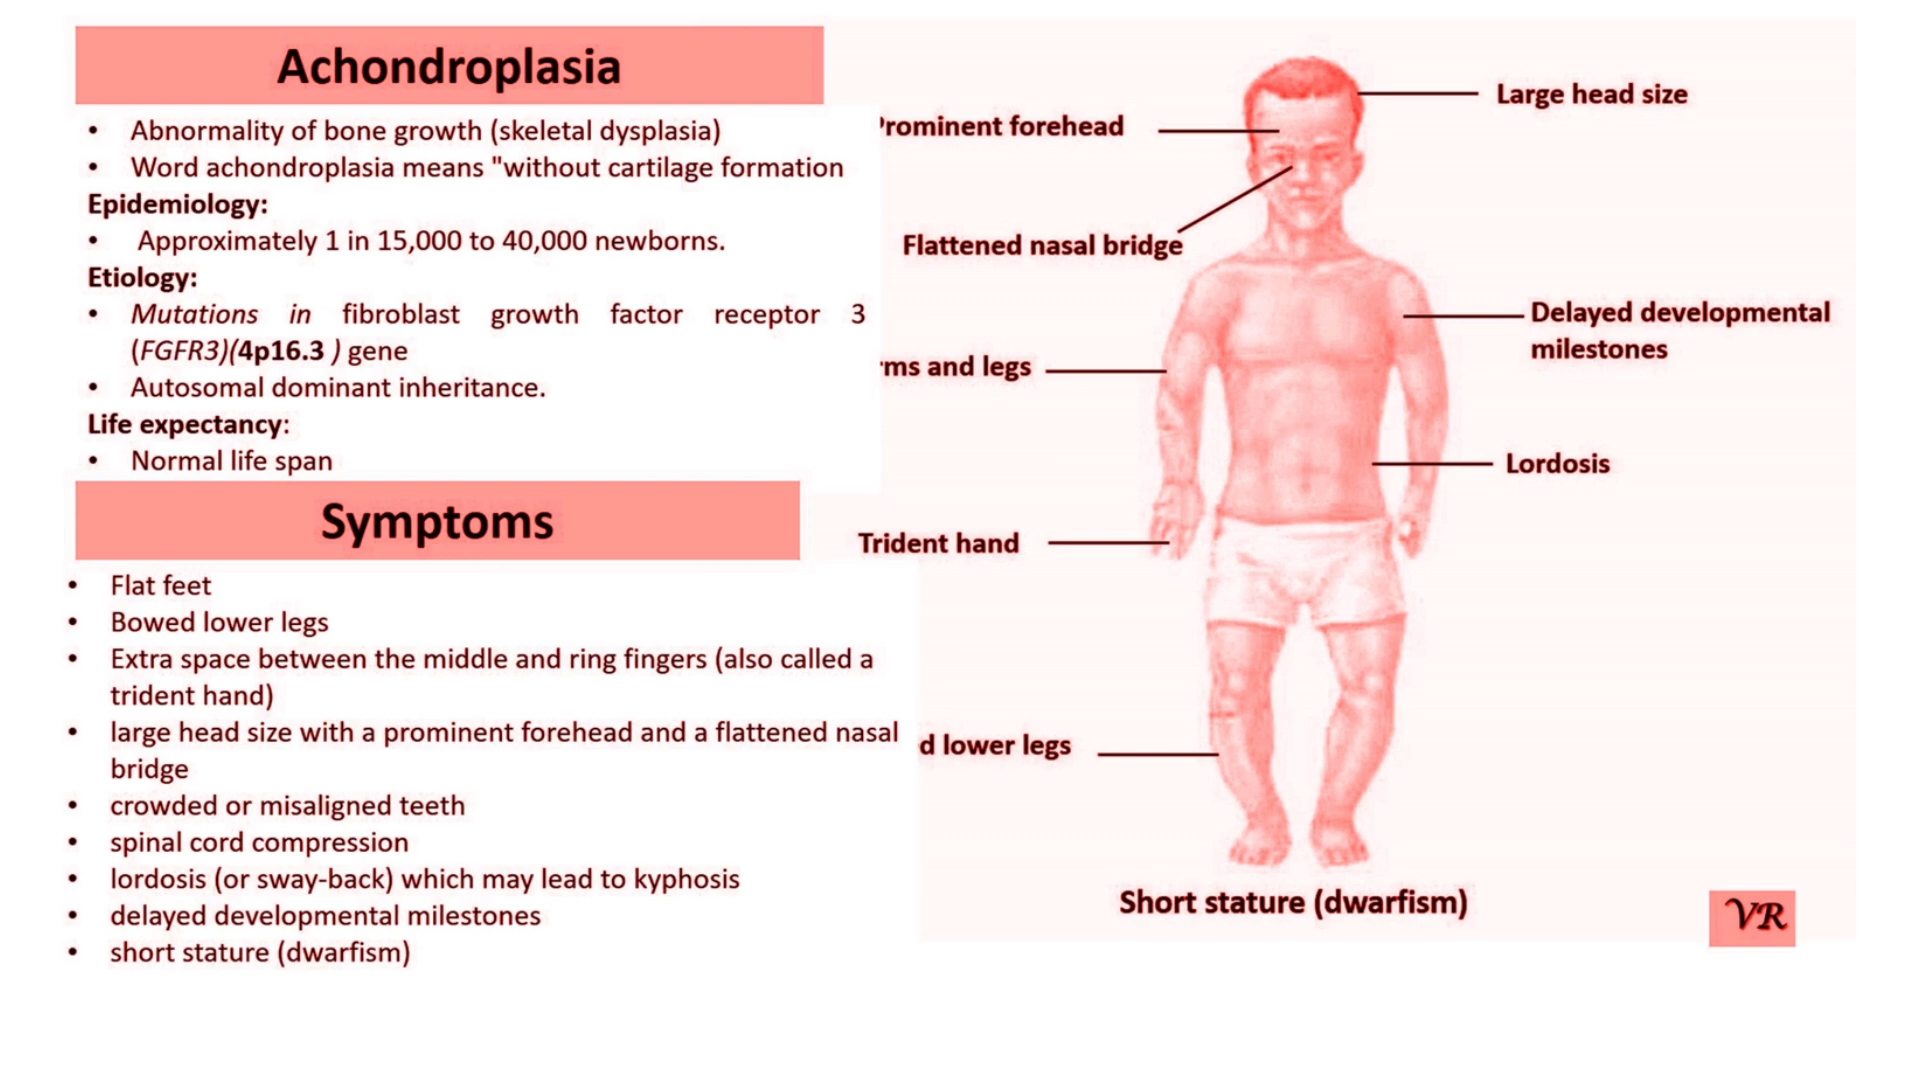 Achondroplasia
• Abnormality of bone growth (skeletal dysplasia)
• Word achondroplasia means "without cartilage formation
Epidemiology:
• Approximately 1 in 15,000 to 40,000 newborns.
Etiology:
• Mutations in fibroblast growth factor receptor 3
(FGFR3)(4p16.3 ) gene
• Autosomal dominant inheritance.
Life expectancy:
• Normal life span
Symptoms
• Flat feet
• Bowed lower legs
• Extra space between the middle and ring fingers (also called a
trident hand)
• large head size with a prominent forehead and a flattened nasal
bridge
• crowded or misaligned teeth
• spinal cord compression
• lordosis (or sway-back) which may lead to kyphosis
• delayed developmental milestones
• short stature (dwarfism)
Large head size
Prominent forehead
Flattened nasal bridge
Delayed developmental
milestones
and legs
Lordosis
Trident hand
lower legs
Short stature (dwarfism)
VR